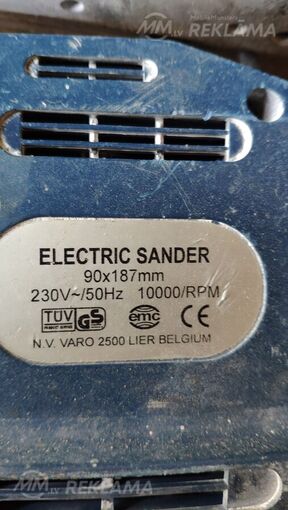 MM.LV REKLAMA
ELECTRIC SANDER
90x187mm
230V~/50Hz 10000/RPM
TÜV GS emc CE
N.V. VARO 2500 LIER BELGIUM
MM.LV REKLAMA